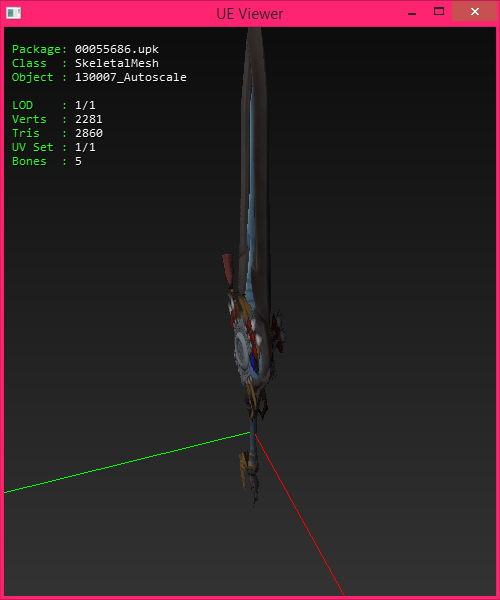 UE Viewer
Package: 00055686.upk
Class  : SkeletalMesh
Object : 130007_Autoscale
LOD    : 1/1
Verts  : 2281
Tris   : 2860
UV Set : 1/1
Bones  : 5